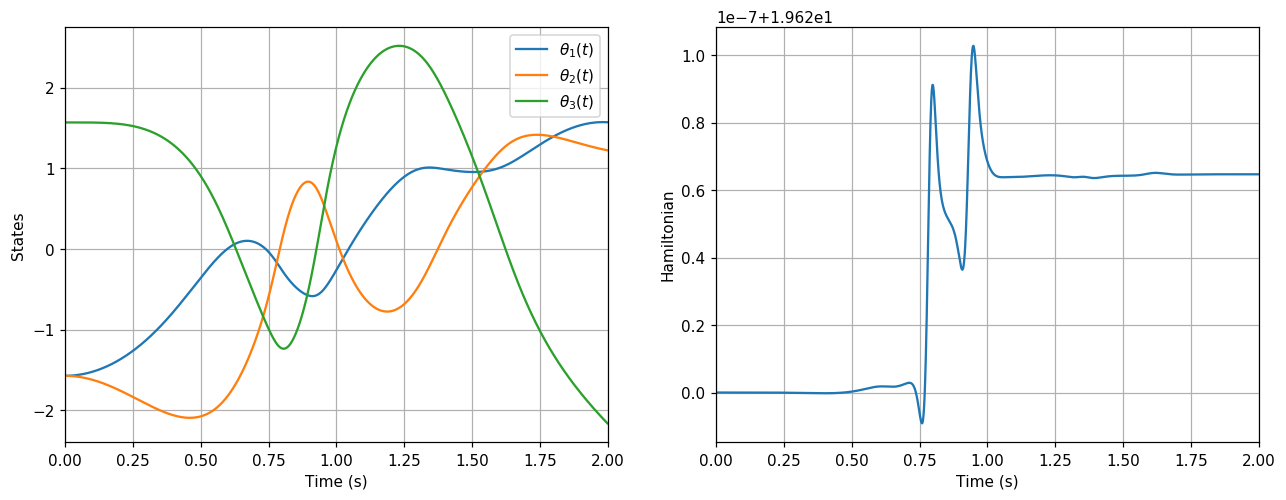 States
2
1
0
−1
−2
0.00 0.25 0.50 0.75 1.00 1.25 1.50 1.75 2.00
Time (s)
θ₁(t)
θ₂(t)
θ₃(t)
1e−7+1.962e1
Hamiltonian
1.0
0.8
0.6
0.4
0.2
0.0
0.00 0.25 0.50 0.75 1.00 1.25 1.50 1.75 2.00
Time (s)